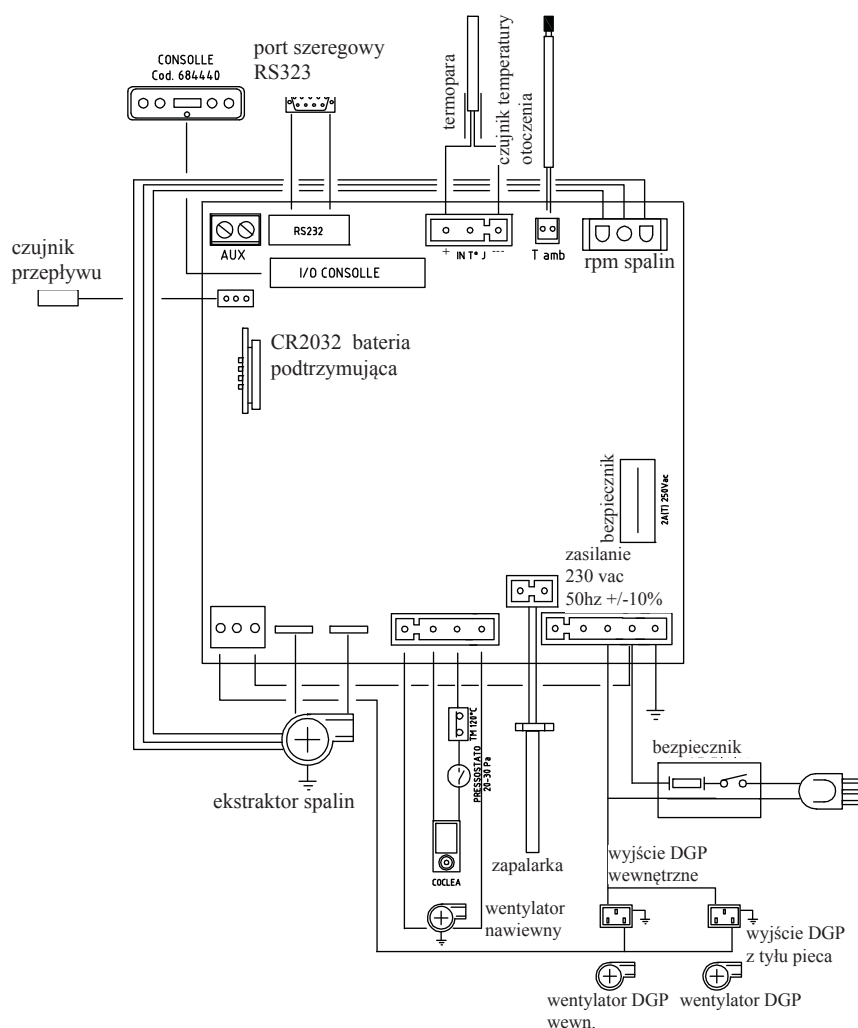 port szeregowy
RS323
CONSOLLE
Cod. 684440
termopara
czujnik temperatury
otoczenia
RS232
AUX
+ IN T° J ---
T amb
rpm spalin
I/O CONSOLLE
czujnik
przepływu
CR2032 bateria
podtrzymująca
bezpiecznik
2A(T) 250Vac
zasilanie
230 vac
50hz +/-10%
TM 120°C
PRESSOSTATO
20-30 Pa
bezpiecznik
ekstraktor spalin
COCLEA
zapalarka
wyjście DGP
wewnętrzne
wentylator
nawiewny
wyjście DGP
z tyłu pieca
wentylator DGP
wewn.
wentylator DGP